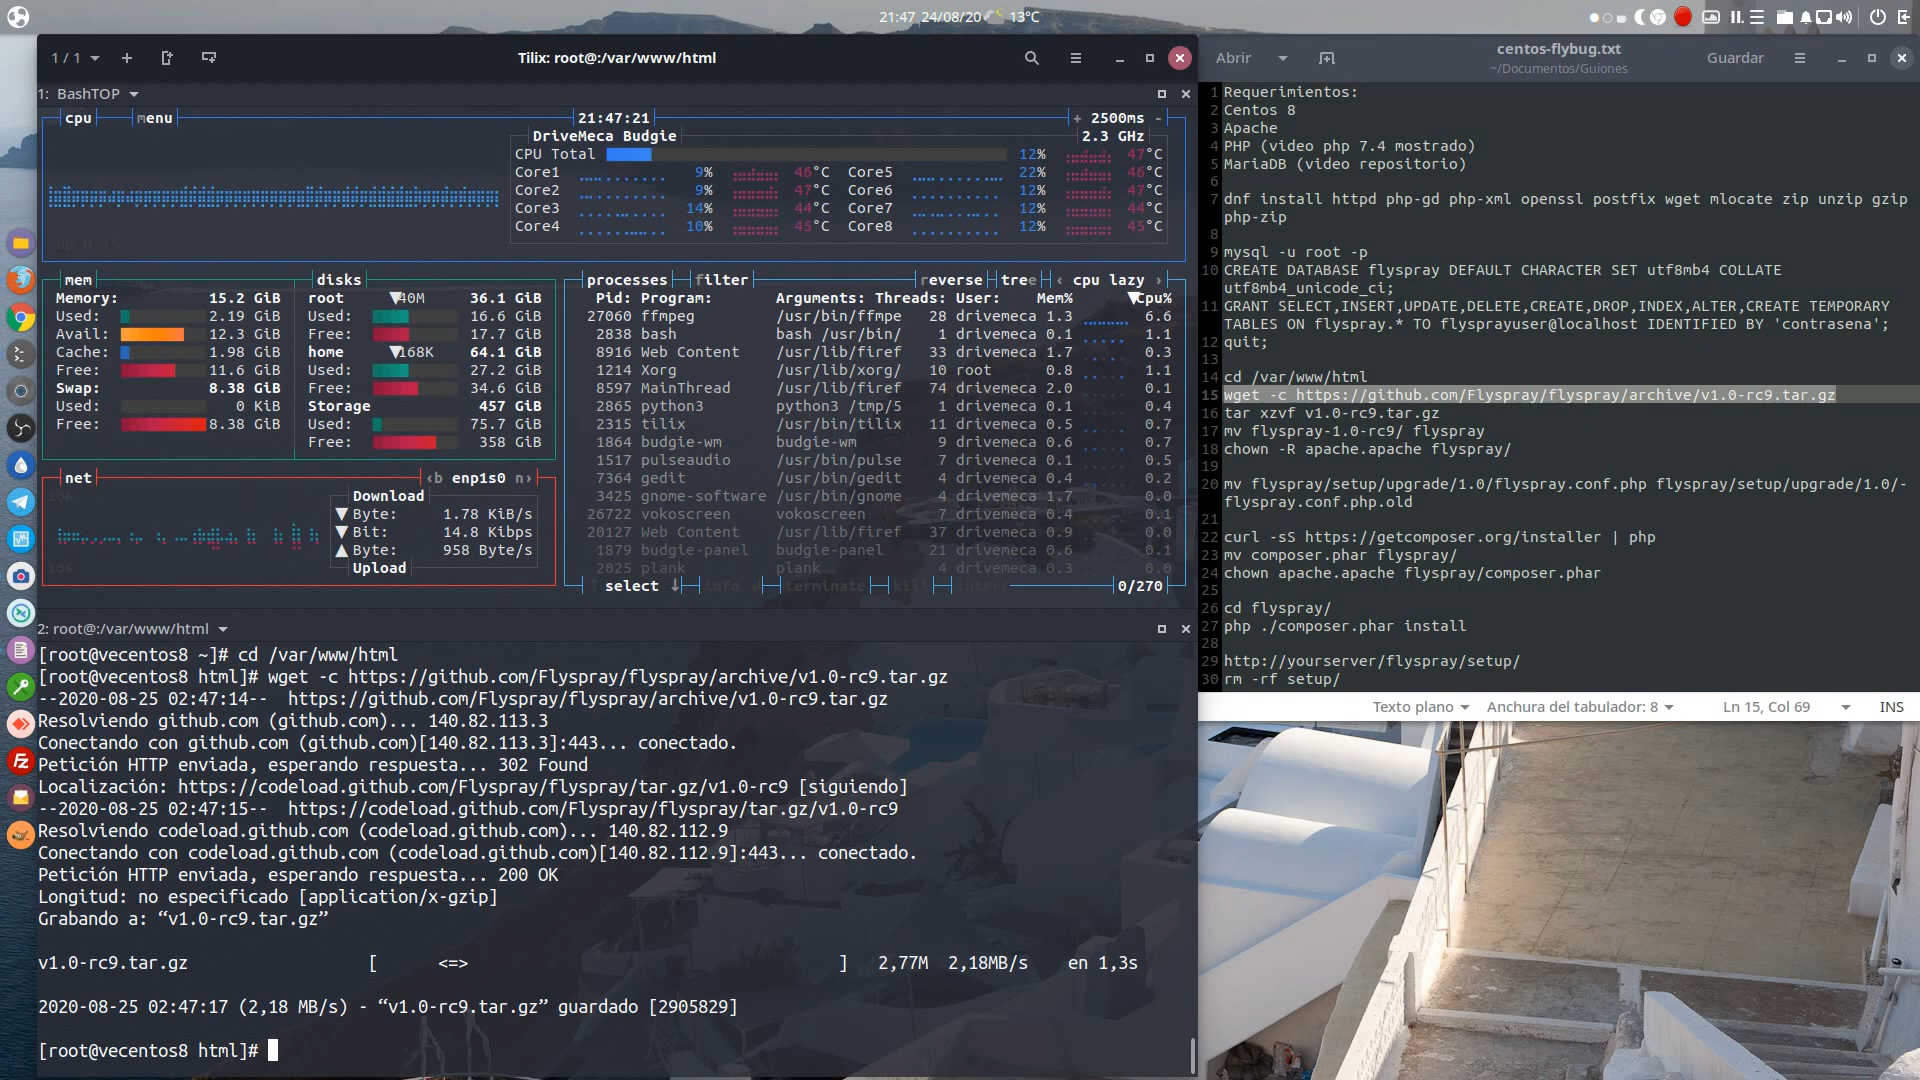 21:47 24/08/20 13°C
1 / 1
Tilix: root@:/var/www/html
1: BashTOP
cpu menu 21:47:21 + 2500ms -
DriveMeca Budgie 2.3 GHz
CPU Total 12% 47°C
Core1 9% 46°C Core5 22% 46°C
Core2 9% 47°C Core6 12% 47°C
Core3 14% 44°C Core7 12% 44°C
Core4 10% 45°C Core8 12% 45°C
mem disks
Memory: 15.2 GiB root ▼40M 36.1 GiB
Used: 2.19 GiB Used: 16.6 GiB
Avail: 12.3 GiB Free: 17.7 GiB
Cache: 1.98 GiB home ▼168K 64.1 GiB
Free: 11.6 GiB Used: 27.2 GiB
Swap: 8.38 GiB Free: 34.6 GiB
Used: 0 KiB Storage 457 GiB
Free: 8.38 GiB Used: 75.7 GiB
Free: 358 GiB
net ‹b enp1s0 n›
10K
Download
▼ Byte: 1.78 KiB/s
▼ Bit: 14.8 Kibps
▲ Byte: 958 Byte/s
Upload
10K
processes filter reverse tree ‹ cpu lazy ›
Pid: Program: Arguments: Threads: User: Mem% ▼Cpu%
27060 ffmpeg /usr/bin/ffmpe 28 drivemeca 1.3 6.6
2838 bash bash /usr/bin/ 1 drivemeca 0.1 1.1
8916 Web Content /usr/lib/firef 33 drivemeca 1.7 0.3
1214 Xorg /usr/lib/xorg/ 10 root 0.8 1.1
8597 MainThread /usr/lib/firef 74 drivemeca 2.0 0.1
2865 python3 python3 /tmp/5 1 drivemeca 0.1 0.4
2315 tilix /usr/bin/tilix 11 drivemeca 0.5 0.7
1864 budgie-wm budgie-wm 9 drivemeca 0.6 0.7
1517 pulseaudio /usr/bin/pulse 7 drivemeca 0.1 0.5
7364 gedit /usr/bin/gedit 4 drivemeca 0.4 0.2
3425 gnome-software /usr/bin/gnome 4 drivemeca 1.7 0.0
26722 vokoscreen vokoscreen 7 drivemeca 0.4 0.1
20127 Web Content /usr/lib/firef 37 drivemeca 0.9 0.0
1879 budgie-panel budgie-panel 21 drivemeca 0.6 0.1
2025 plank plank 4 drivemeca 0.3 0.0
↑ select ↓ info terminate kill interr 0/270
2: root@:/var/www/html
[root@vecentos8 ~]# cd /var/www/html
[root@vecentos8 html]# wget -c https://github.com/Flyspray/flyspray/archive/v1.0-rc9.tar.gz
--2020-08-25 02:47:14-- https://github.com/Flyspray/flyspray/archive/v1.0-rc9.tar.gz
Resolviendo github.com (github.com)... 140.82.113.3
Conectando con github.com (github.com)[140.82.113.3]:443... conectado.
Petición HTTP enviada, esperando respuesta... 302 Found
Localización: https://codeload.github.com/Flyspray/flyspray/tar.gz/v1.0-rc9 [siguiendo]
--2020-08-25 02:47:15-- https://codeload.github.com/Flyspray/flyspray/tar.gz/v1.0-rc9
Resolviendo codeload.github.com (codeload.github.com)... 140.82.112.9
Conectando con codeload.github.com (codeload.github.com)[140.82.112.9]:443... conectado.
Petición HTTP enviada, esperando respuesta... 200 OK
Longitud: no especificado [application/x-gzip]
Grabando a: “v1.0-rc9.tar.gz”
v1.0-rc9.tar.gz [ <=> ] 2,77M 2,18MB/s en 1,3s
2020-08-25 02:47:17 (2,18 MB/s) - “v1.0-rc9.tar.gz” guardado [2905829]
[root@vecentos8 html]#
Abrir centos-flybug.txt Guardar
~/Documentos/Guiones
1 Requerimientos:
2 Centos 8
3 Apache
4 PHP (video php 7.4 mostrado)
5 MariaDB (video repositorio)
6
7 dnf install httpd php-gd php-xml openssl postfix wget mlocate zip unzip gzip
php-zip
8
9 mysql -u root -p
10 CREATE DATABASE flyspray DEFAULT CHARACTER SET utf8mb4 COLLATE
utf8mb4_unicode_ci;
11 GRANT SELECT,INSERT,UPDATE,DELETE,CREATE,DROP,INDEX,ALTER,CREATE TEMPORARY
TABLES ON flyspray.* TO flysprayuser@localhost IDENTIFIED BY 'contrasena';
12 quit;
13
14 cd /var/www/html
15 wget -c https://github.com/Flyspray/flyspray/archive/v1.0-rc9.tar.gz
16 tar xzvf v1.0-rc9.tar.gz
17 mv flyspray-1.0-rc9/ flyspray
18 chown -R apache.apache flyspray/
19
20 mv flyspray/setup/upgrade/1.0/flyspray.conf.php flyspray/setup/upgrade/1.0/-
flyspray.conf.php.old
21
22 curl -sS https://getcomposer.org/installer | php
23 mv composer.phar flyspray/
24 chown apache.apache flyspray/composer.phar
25
26 cd flyspray/
27 php ./composer.phar install
28
29 http://yourserver/flyspray/setup/
30 rm -rf setup/
Texto plano Anchura del tabulador: 8 Ln 15, Col 69 INS